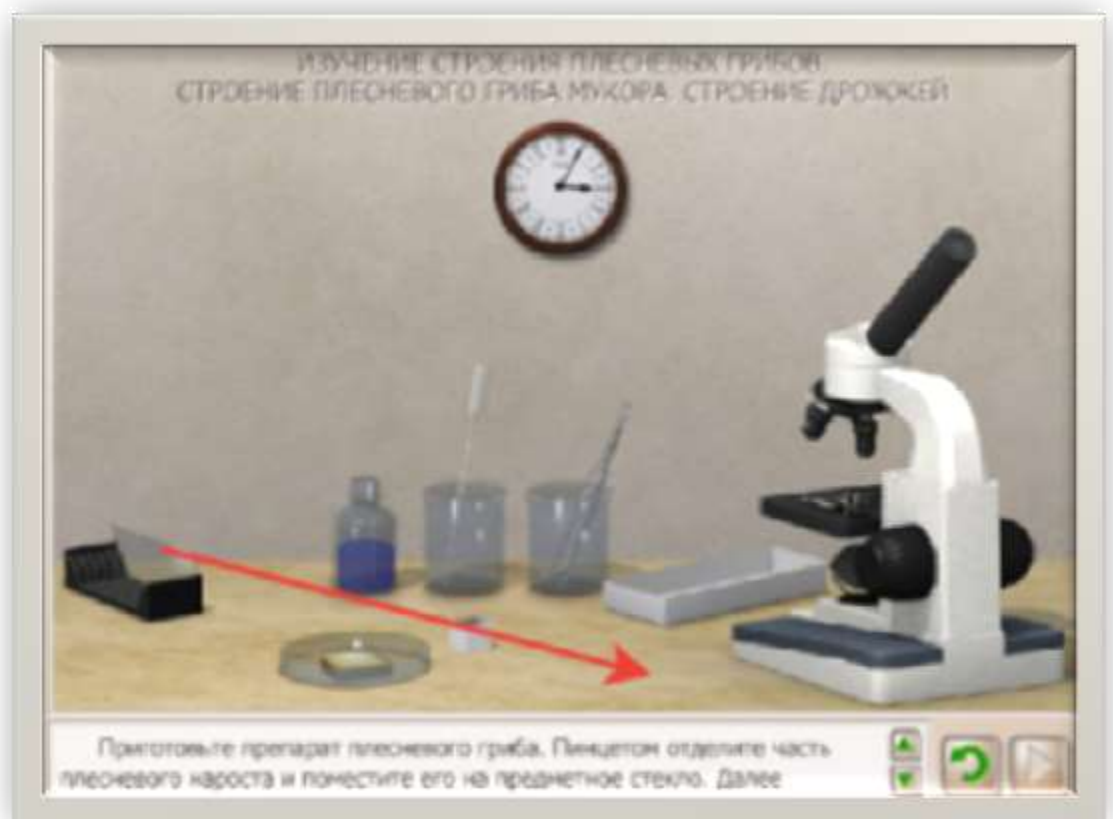 ИЗУЧЕНИЕ СТРОЕНИЯ ПЛЕСНЕВЫХ ГРИБОВ.
СТРОЕНИЕ ПЛЕСНЕВОГО ГРИБА МУКОРА. СТРОЕНИЕ ДРОЖЖЕЙ
Приготовьте препарат плесневого гриба. Пинцетом отделите часть
плесневого нароста и поместите его на предметное стекло. Далее